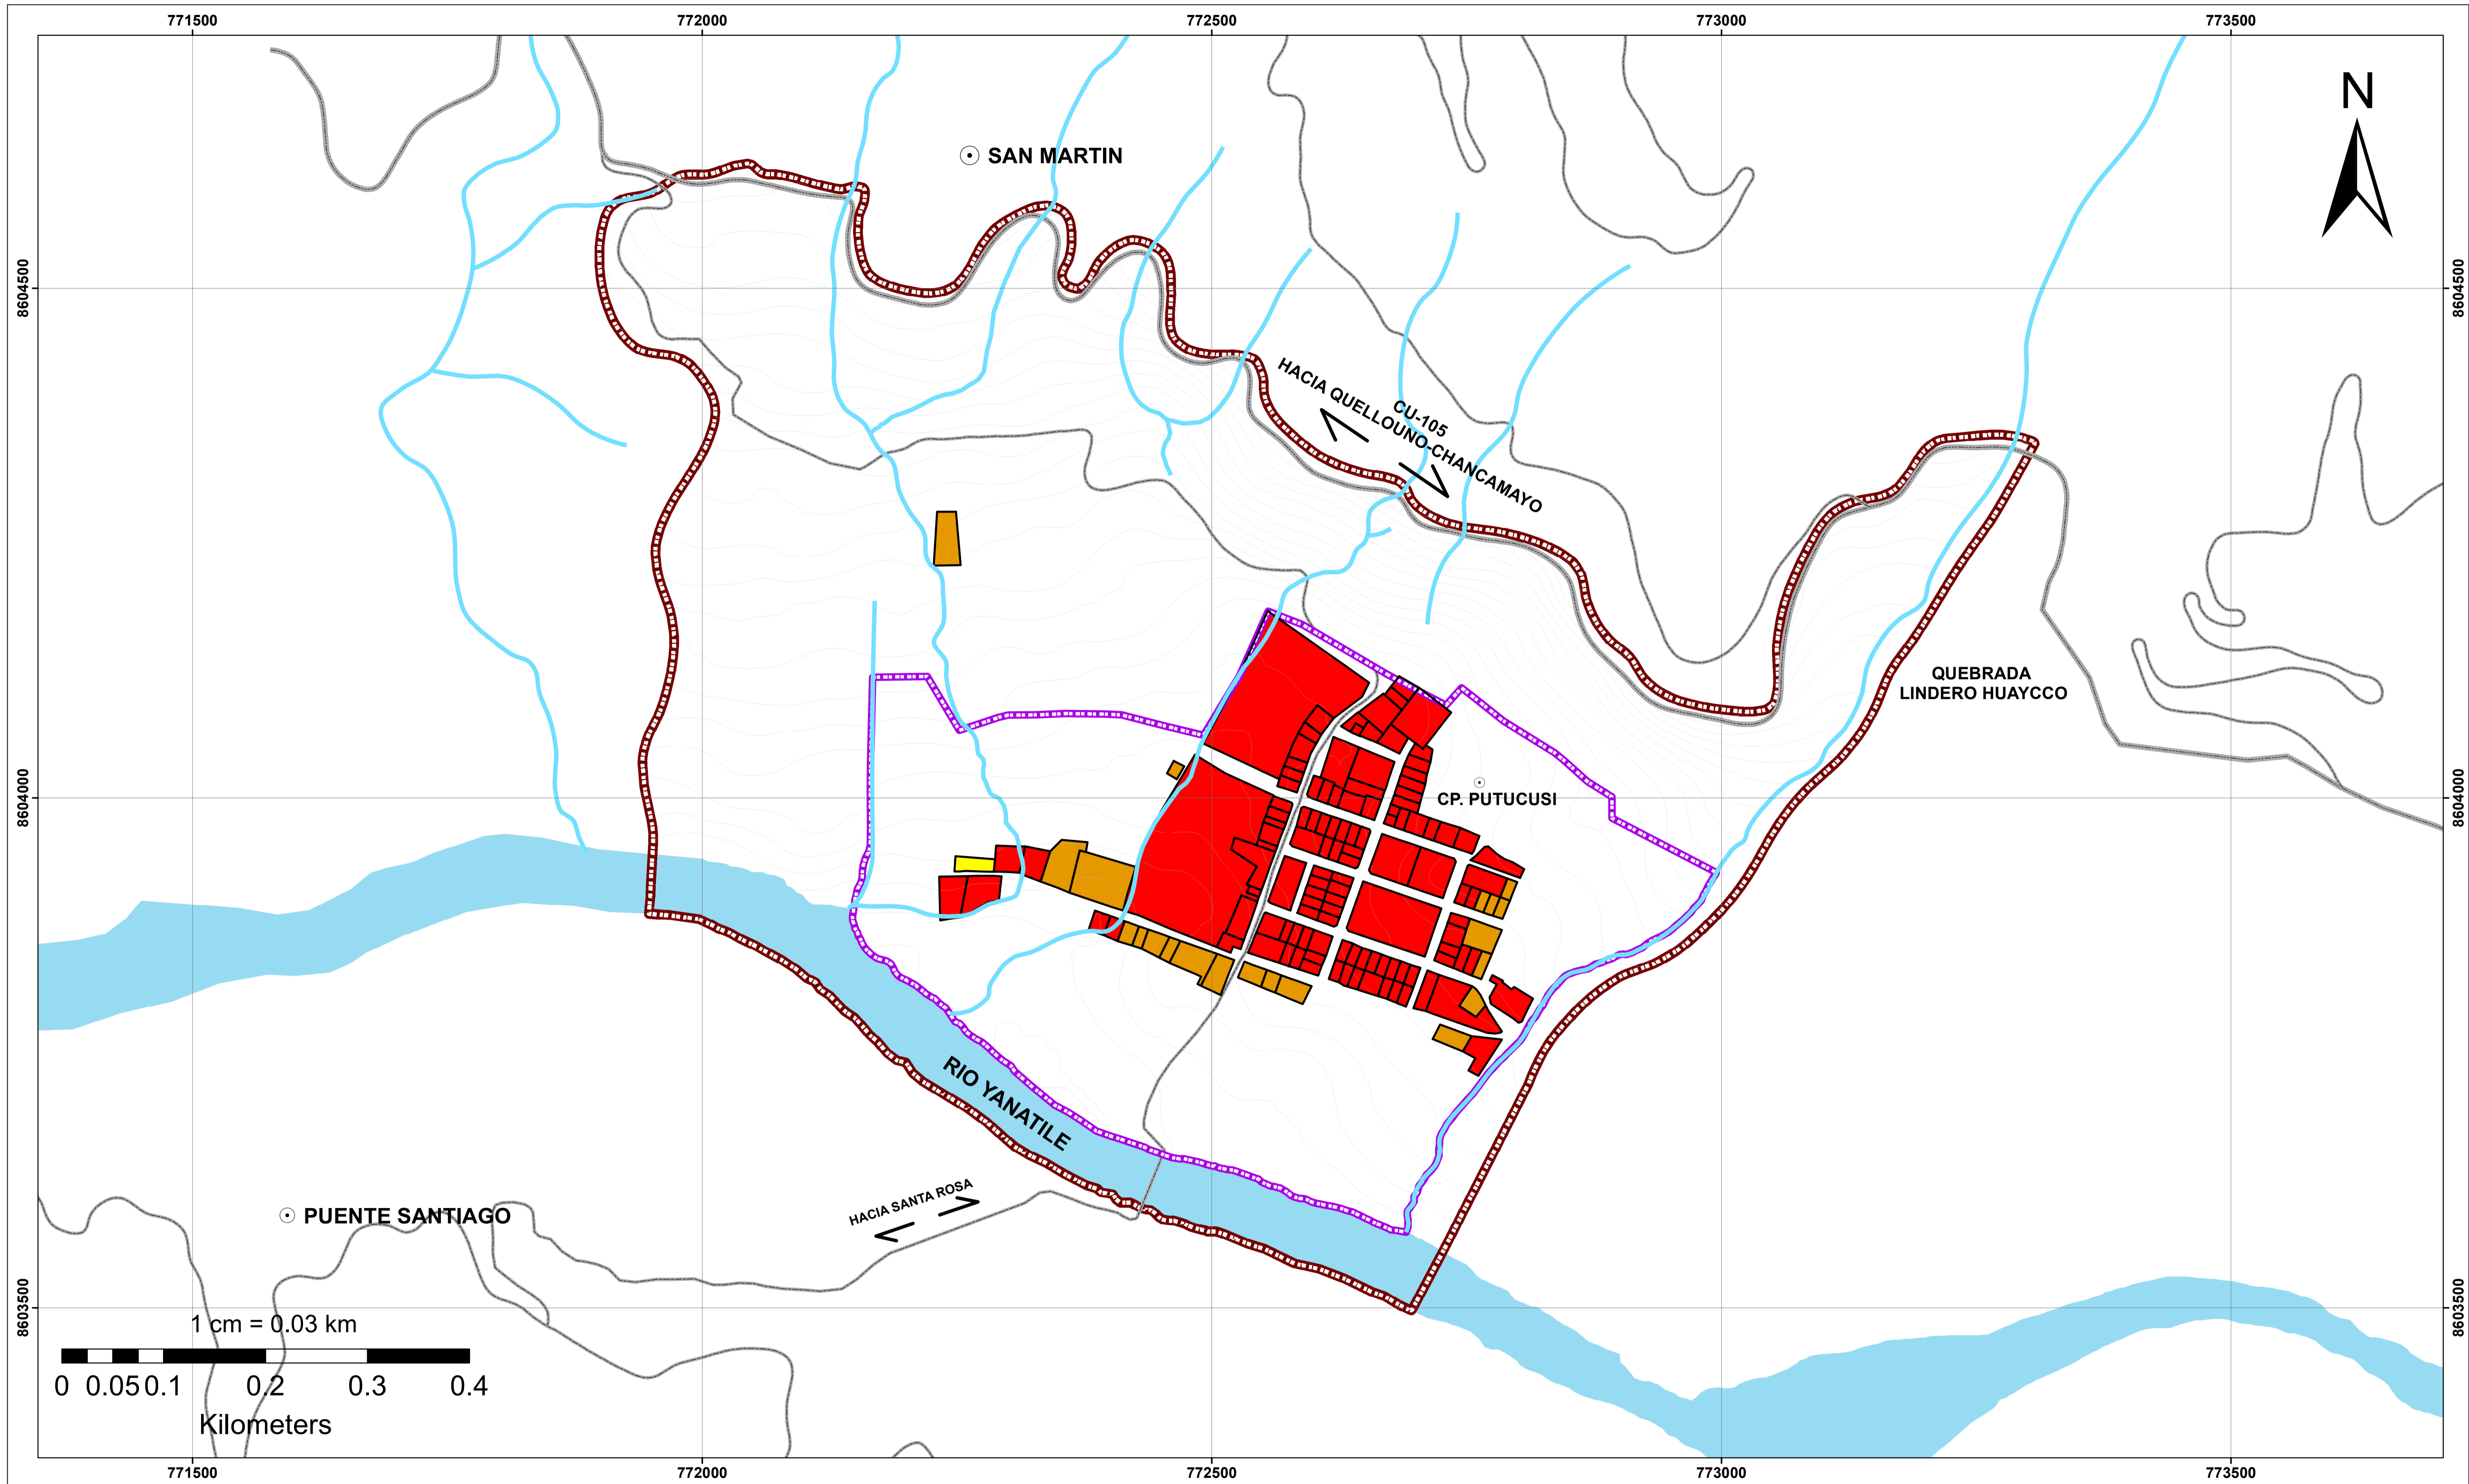 771500 772000 772500 773000 773500
N
SAN MARTIN
8604500 8604500
CU-105
HACIA QUELLOUNO-CHANCAMAYO
QUEBRADA
LINDERO HUAYCCO
8604000 8604000
CP. PUTUCUSI
RIO YANATILE
HACIA SANTA ROSA
PUENTE SANTIAGO
8603500 8603500
1 cm = 0.03 km
0 0.05 0.1 0.2 0.3 0.4
Kilometers
771500 772000 772500 773000 773500